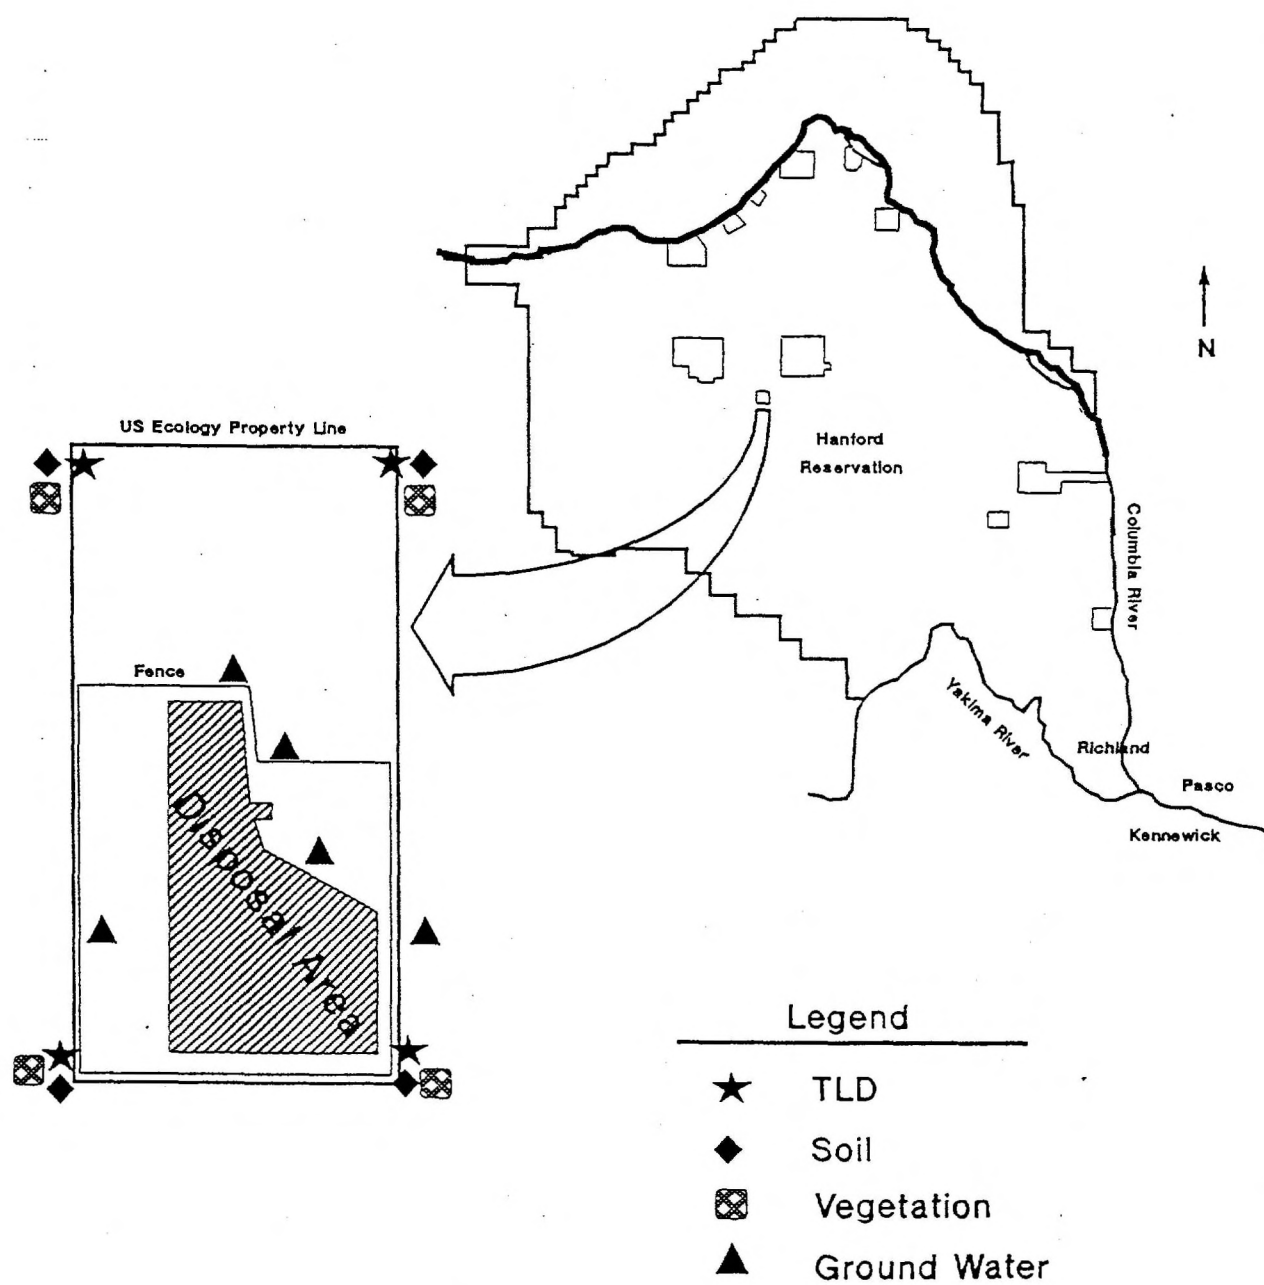 N
US Ecology Property Line
Hanford
Reservation
Columbia River
Fence
Yakima River
Richland
Pasco
Kennewick
Disposal Area
Legend
TLD
Soil
Vegetation
Ground Water